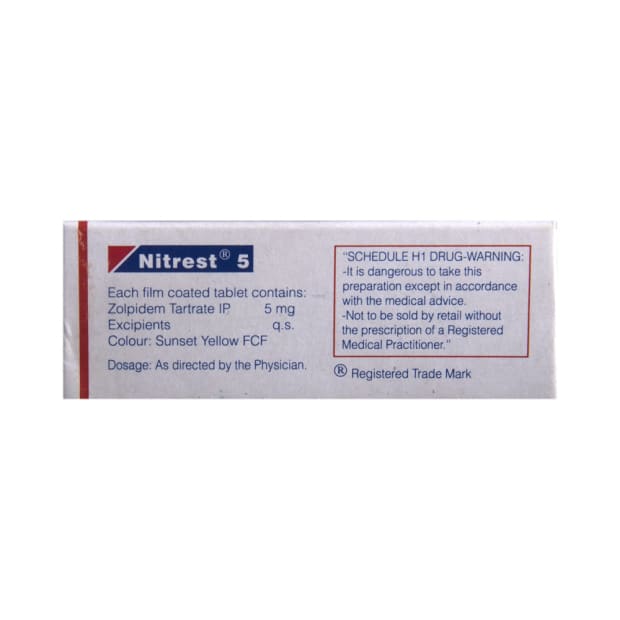 Nitrest® 5
Each film coated tablet contains:
Zolpidem Tartrate IP 5 mg
Excipients q.s.
Colour: Sunset Yellow FCF
Dosage: As directed by the Physician.
"SCHEDULE H1 DRUG-WARNING:
-It is dangerous to take this
preparation except in accordance
with the medical advice.
-Not to be sold by retail without
the prescription of a Registered
Medical Practitioner."
® Registered Trade Mark